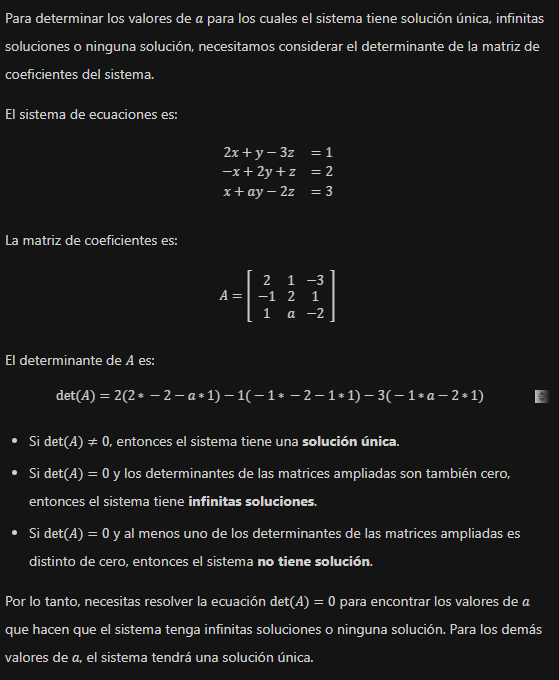 Para determinar los valores de a para los cuales el sistema tiene solución única, infinitas
soluciones o ninguna solución, necesitamos considerar el determinante de la matriz de
coeficientes del sistema.
El sistema de ecuaciones es:
2x + y − 3z = 1
−x + 2y + z = 2
x + ay − 2z = 3
La matriz de coeficientes es:
A = [ 2 1 −3
−1 2 1
1 a −2 ]
El determinante de A es:
det(A) = 2(2 ∗ − 2 − a ∗ 1) − 1( − 1 ∗ − 2 − 1 ∗ 1) − 3( − 1 ∗ a − 2 ∗ 1)
• Si det(A) ≠ 0, entonces el sistema tiene una solución única.
• Si det(A) = 0 y los determinantes de las matrices ampliadas son también cero,
entonces el sistema tiene infinitas soluciones.
• Si det(A) = 0 y al menos uno de los determinantes de las matrices ampliadas es
distinto de cero, entonces el sistema no tiene solución.
Por lo tanto, necesitas resolver la ecuación det(A) = 0 para encontrar los valores de a
que hacen que el sistema tenga infinitas soluciones o ninguna solución. Para los demás
valores de a, el sistema tendrá una solución única.